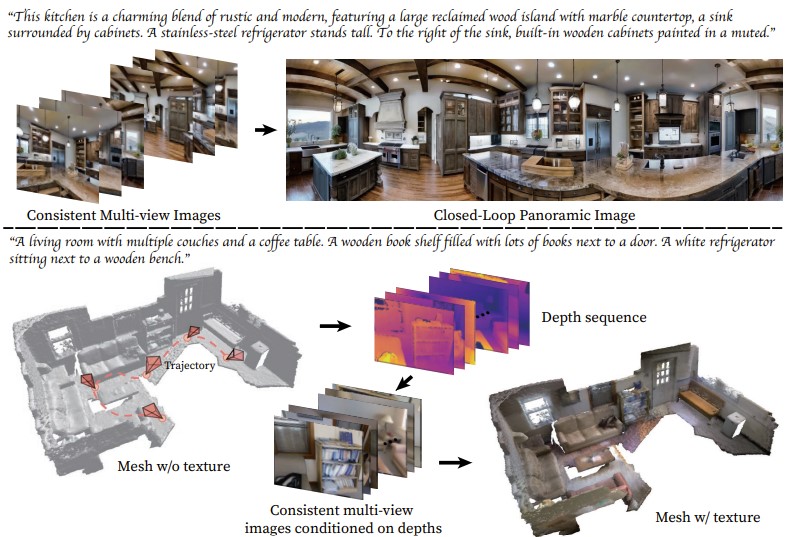 “This kitchen is a charming blend of rustic and modern, featuring a large reclaimed wood island with marble countertop, a sink
surrounded by cabinets. A stainless-steel refrigerator stands tall. To the right of the sink, built-in wooden cabinets painted in a muted.”
Consistent Multi-view Images
Closed-Loop Panoramic Image
“A living room with multiple couches and a coffee table. A wooden book shelf filled with lots of books next to a door. A white refrigerator
sitting next to a wooden bench.”
Depth sequence
Trajectory
Mesh w/o texture
Consistent multi-view
images conditioned on depths
Mesh w/ texture